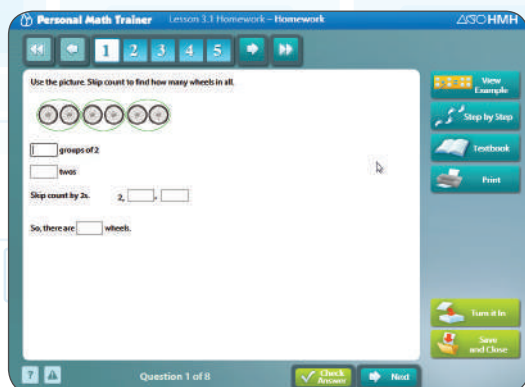 Personal Math Trainer Lesson 3.1 Homework – Homework HMH
1 2 3 4 5
Use the picture. Skip count to find how many wheels in all.
groups of 2
twos
Skip count by 2s. 2, ,
So, there are wheels.
View Example
Step by Step
Textbook
Print
Turn it In
Save and Close
? Question 1 of 8 Check Answer Next